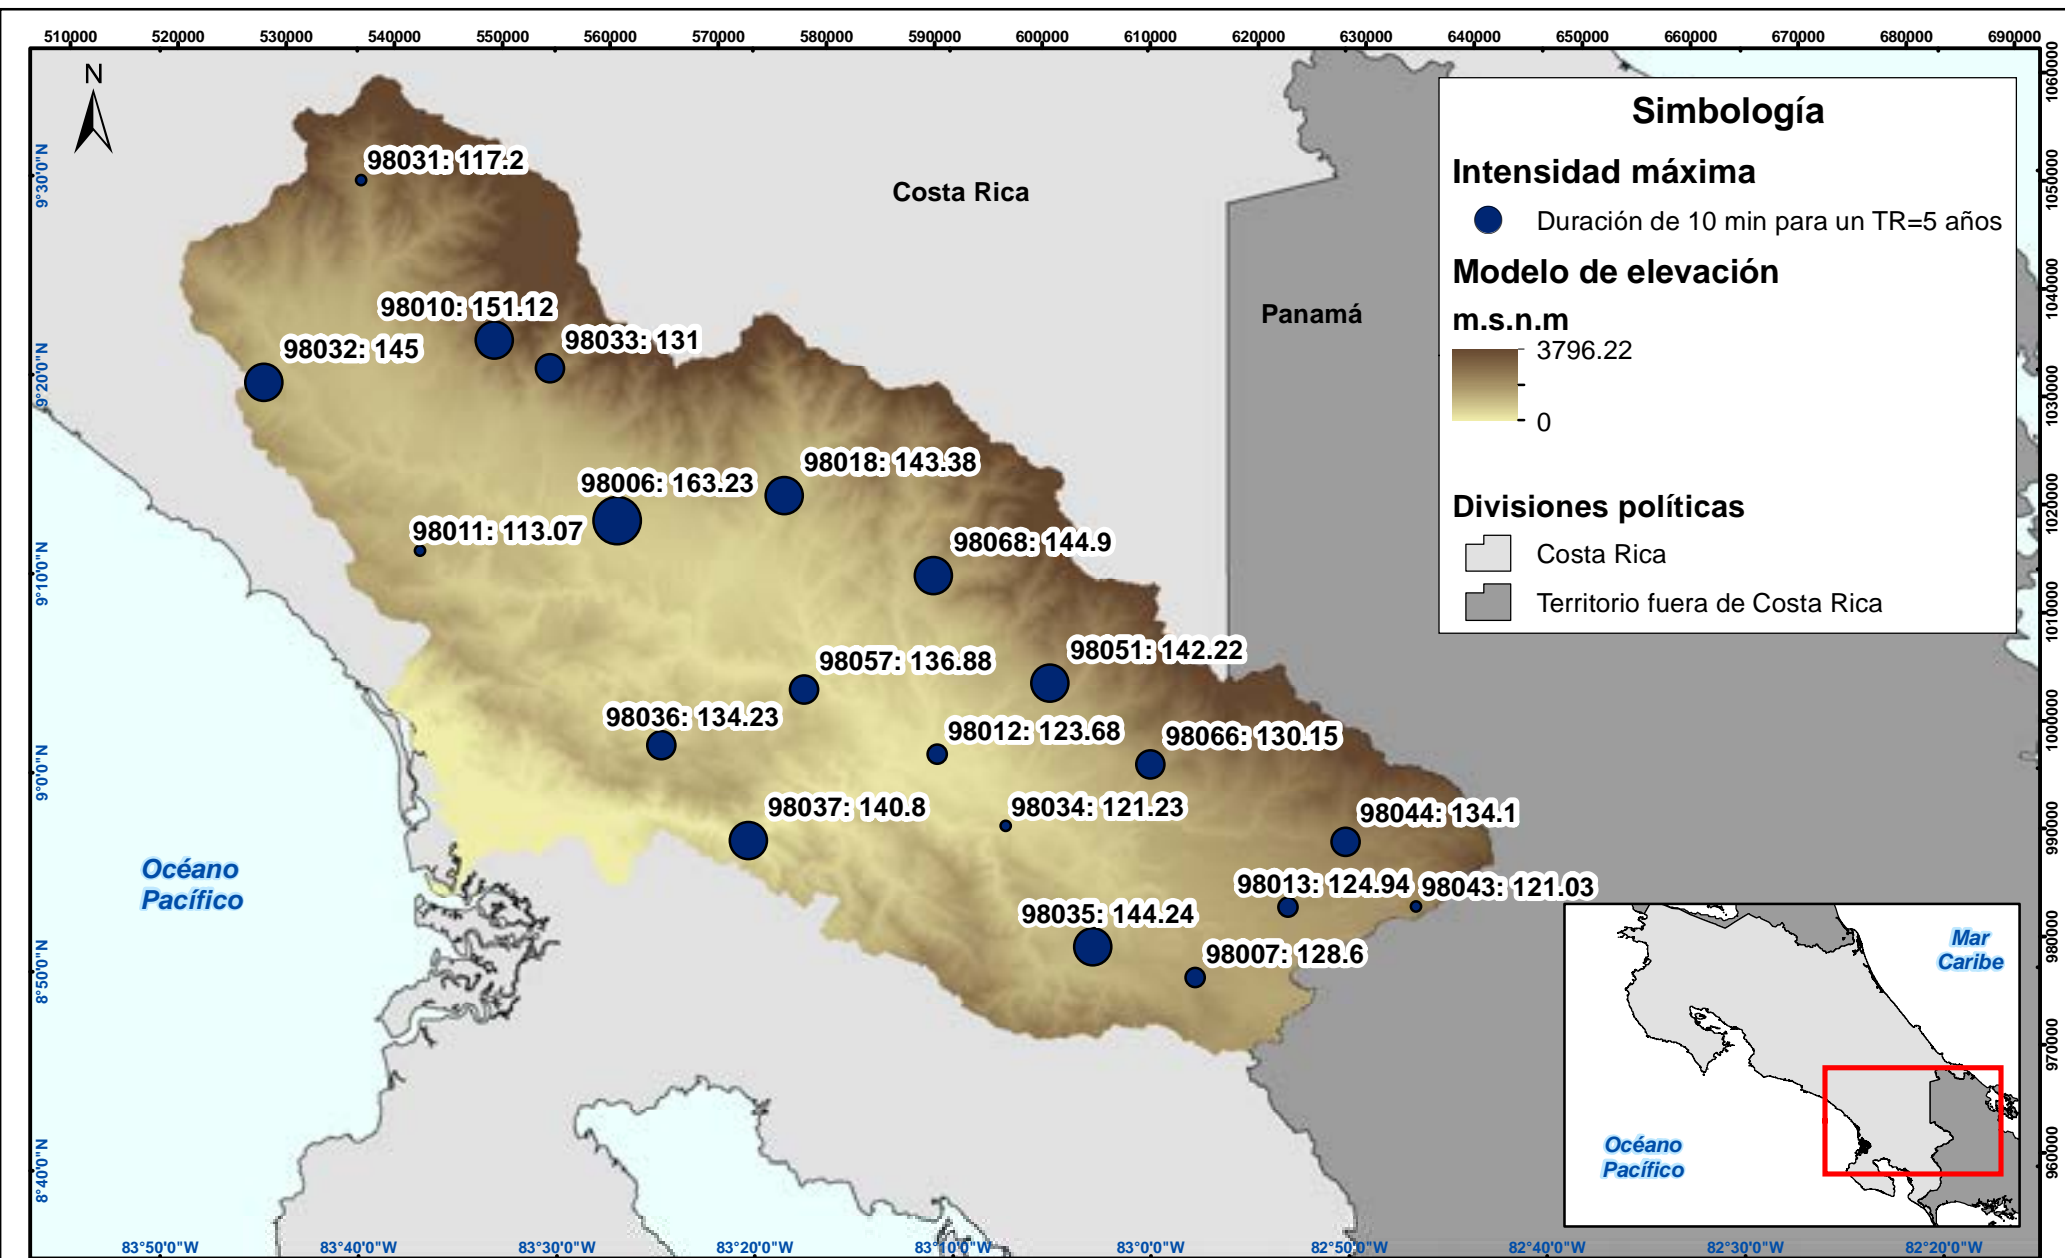 510000 520000 530000 540000 550000 560000 570000 580000 590000 600000 610000 620000 630000 640000 650000 660000 670000 680000 690000
N
Simbología
Intensidad máxima
Duración de 10 min para un TR=5 años
Modelo de elevación
m.s.n.m
3796.22
0
Divisiones políticas
Costa Rica
Territorio fuera de Costa Rica
Costa Rica
Panamá
98031: 117.2
98010: 151.12
98033: 131
98032: 145
98018: 143.38
98006: 163.23
98011: 113.07
98068: 144.9
98051: 142.22
98057: 136.88
98036: 134.23
98012: 123.68
98066: 130.15
98037: 140.8
98034: 121.23
98044: 134.1
98013: 124.94
98043: 121.03
98035: 144.24
98007: 128.6
Océano
Pacífico
Mar
Caribe
Océano
Pacífico
9°30'0"N
9°20'0"N
9°10'0"N
9°0'0"N
8°50'0"N
8°40'0"N
1060000
1050000
1040000
1030000
1020000
1010000
1000000
990000
980000
970000
960000
83°50'0"W 83°40'0"W 83°30'0"W 83°20'0"W 83°10'0"W 83°0'0"W 82°50'0"W 82°40'0"W 82°30'0"W 82°20'0"W